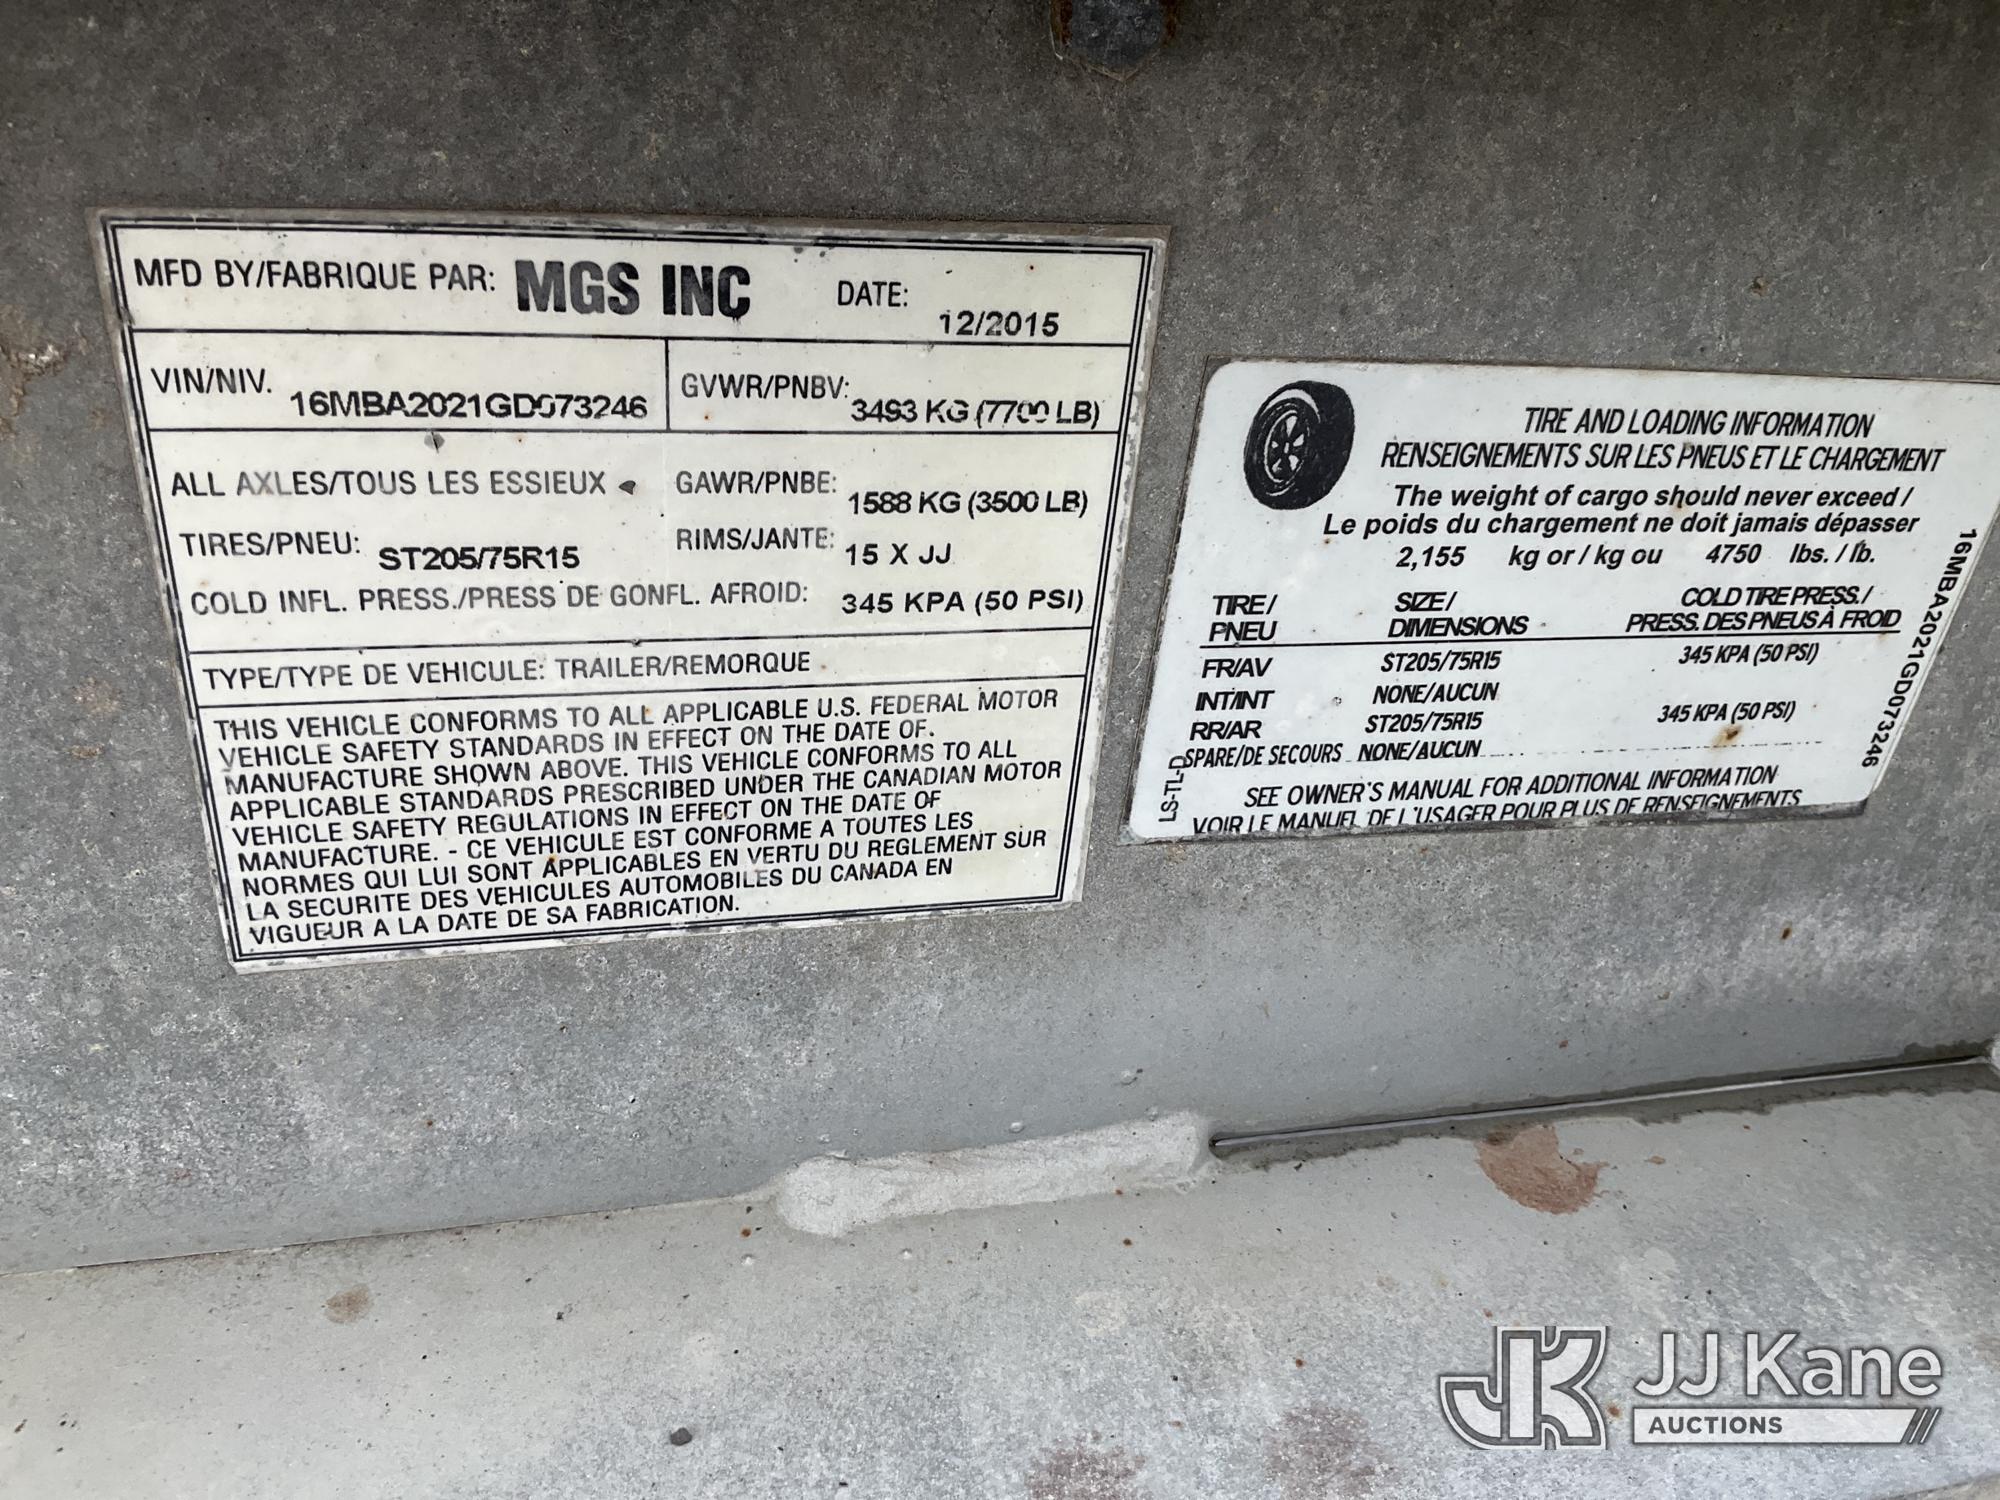 MFD BY/FABRIQUE PAR: MGS INC DATE: 12/2015
VIN/NIV. 16MBA2021GD073246 GVWR/PNBV: 3493 KG (7700 LB)
ALL AXLES/TOUS LES ESSIEUX GAWR/PNBE: 1588 KG (3500 LB)
TIRES/PNEU: ST205/75R15 RIMS/JANTE: 15 X JJ
COLD INFL. PRESS./PRESS DE GONFL. AFROID: 345 KPA (50 PSI)
TYPE/TYPE DE VEHICULE: TRAILER/REMORQUE
THIS VEHICLE CONFORMS TO ALL APPLICABLE U.S. FEDERAL MOTOR
VEHICLE SAFETY STANDARDS IN EFFECT ON THE DATE OF.
MANUFACTURE SHOWN ABOVE. THIS VEHICLE CONFORMS TO ALL
APPLICABLE STANDARDS PRESCRIBED UNDER THE CANADIAN MOTOR
VEHICLE SAFETY REGULATIONS IN EFFECT ON THE DATE OF
MANUFACTURE. - CE VEHICULE EST CONFORME A TOUTES LES
NORMES QUI LUI SONT APPLICABLES EN VERTU DU REGLEMENT SUR
LA SECURITE DES VEHICULES AUTOMOBILES DU CANADA EN
VIGUEUR A LA DATE DE SA FABRICATION.
TIRE AND LOADING INFORMATION
RENSEIGNEMENTS SUR LES PNEUS ET LE CHARGEMENT
The weight of cargo should never exceed /
Le poids du chargement ne doit jamais dépasser
2,155 kg or / kg ou 4750 lbs. / lb.
TIRE / SIZE / COLD TIRE PRESS. /
PNEU DIMENSIONS PRESS. DES PNEUS À FROID
FR/AV ST205/75R15 345 KPA (50 PSI)
INT/INT NONE/AUCUN
RR/AR ST205/75R15 345 KPA (50 PSI)
SPARE/DE SECOURS NONE/AUCUN
SEE OWNER'S MANUAL FOR ADDITIONAL INFORMATION
VOIR LE MANUEL DE L'USAGER POUR PLUS DE RENSEIGNEMENTS
LS-TI-D
16MBA2021GD073246
JJ Kane
AUCTIONS